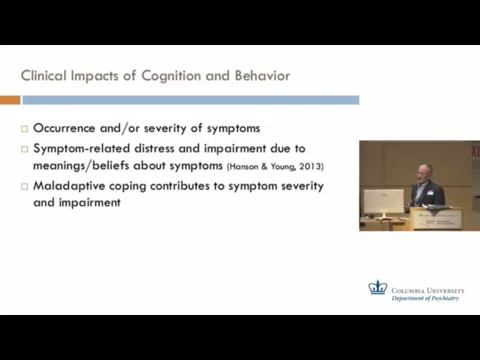 Clinical Impacts of Cognition and Behavior
Occurrence and/or severity of symptoms
Symptom-related distress and impairment due to
meanings/beliefs about symptoms (Hanson & Young, 2013)
Maladaptive coping contributes to symptom severity
and impairment
COLUMBIA UNIVERSITY
Department of Psychiatry